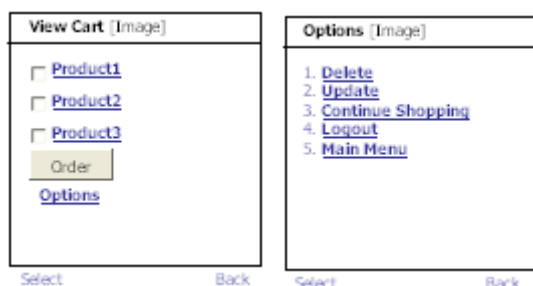 View Cart [Image]
Product1
Product2
Product3
Order
Options
Select Back
Options [Image]
1. Delete
2. Update
3. Continue Shopping
4. Logout
5. Main Menu
Select Back